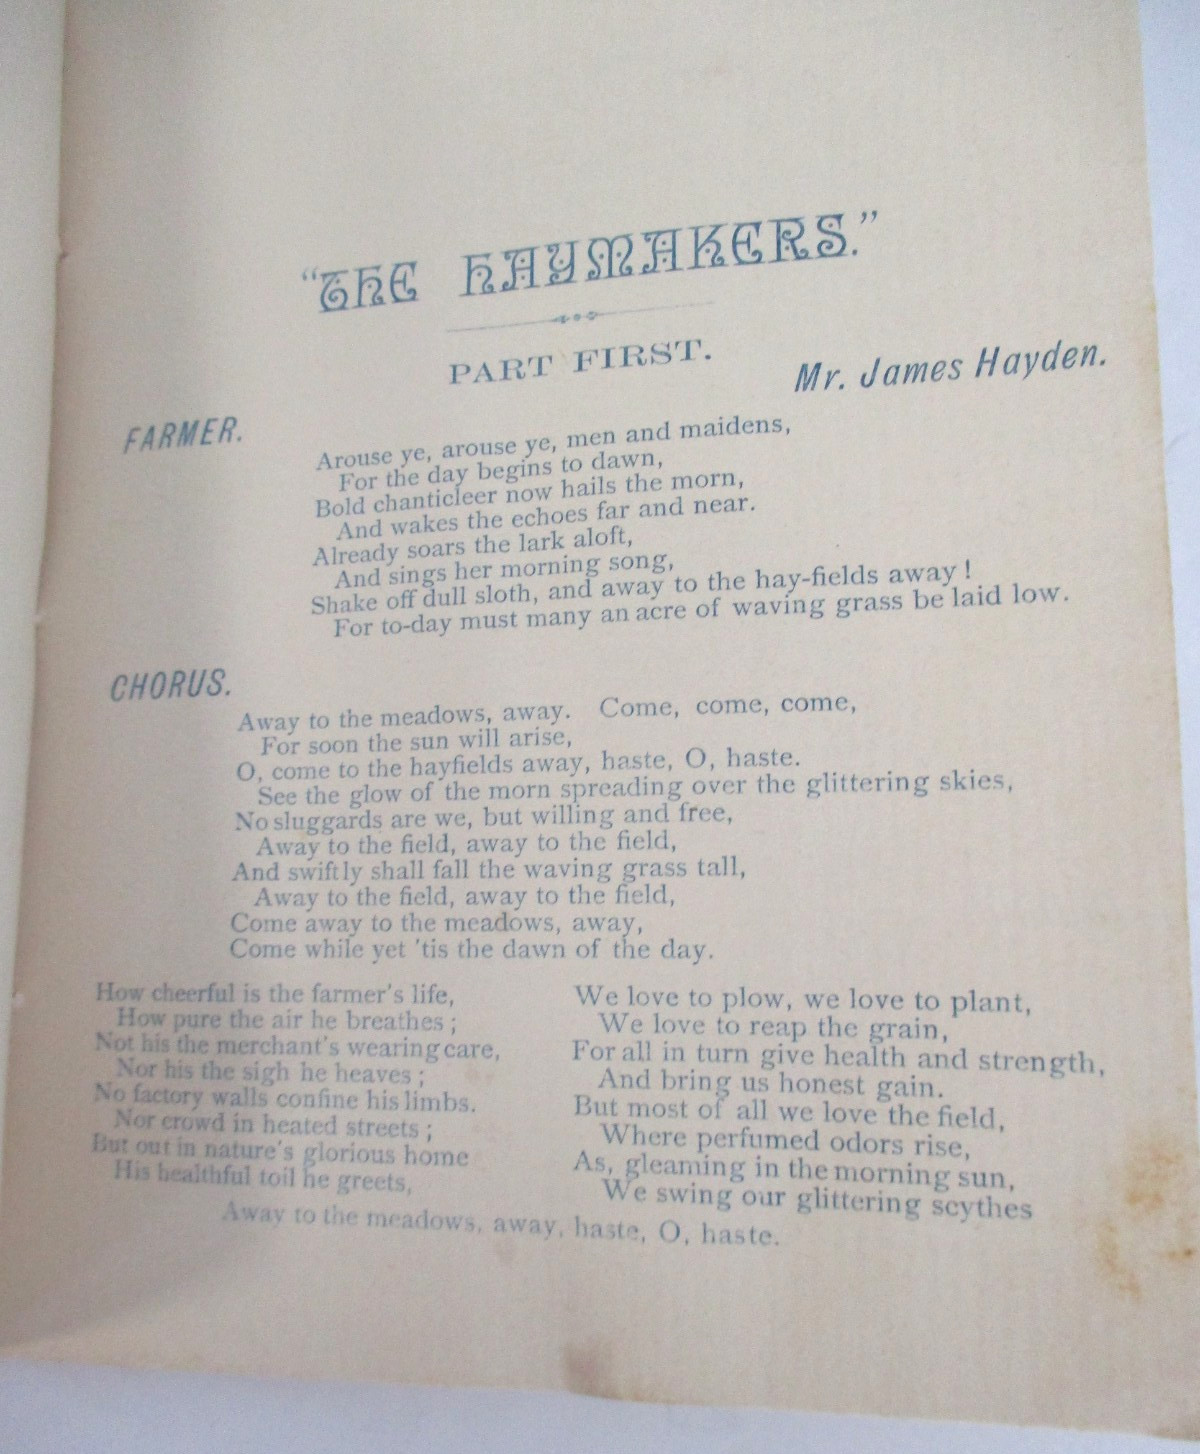 “THE HAYMAKERS.”
PART FIRST.
Mr. James Hayden.
FARMER.
Arouse ye, arouse ye, men and maidens,
For the day begins to dawn,
Bold chanticleer now hails the morn,
And wakes the echoes far and near.
Already soars the lark aloft,
And sings her morning song,
Shake off dull sloth, and away to the hay-fields away !
For to-day must many an acre of waving grass be laid low.
CHORUS.
Away to the meadows, away. Come, come, come,
For soon the sun will arise,
O, come to the hayfields away, haste, O, haste.
See the glow of the morn spreading over the glittering skies,
No sluggards are we, but willing and free,
Away to the field, away to the field,
And swiftly shall fall the waving grass tall,
Away to the field, away to the field,
Come away to the meadows, away,
Come while yet 'tis the dawn of the day.
How cheerful is the farmer's life,
How pure the air he breathes ;
Not his the merchant's wearing care,
Nor his the sigh he heaves ;
No factory walls confine his limbs.
Nor crowd in heated streets ;
But out in nature's glorious home
His healthful toil he greets,
We love to plow, we love to plant,
We love to reap the grain,
For all in turn give health and strength,
And bring us honest gain.
But most of all we love the field,
Where perfumed odors rise,
As, gleaming in the morning sun,
We swing our glittering scythes
Away to the meadows, away, haste, O, haste.